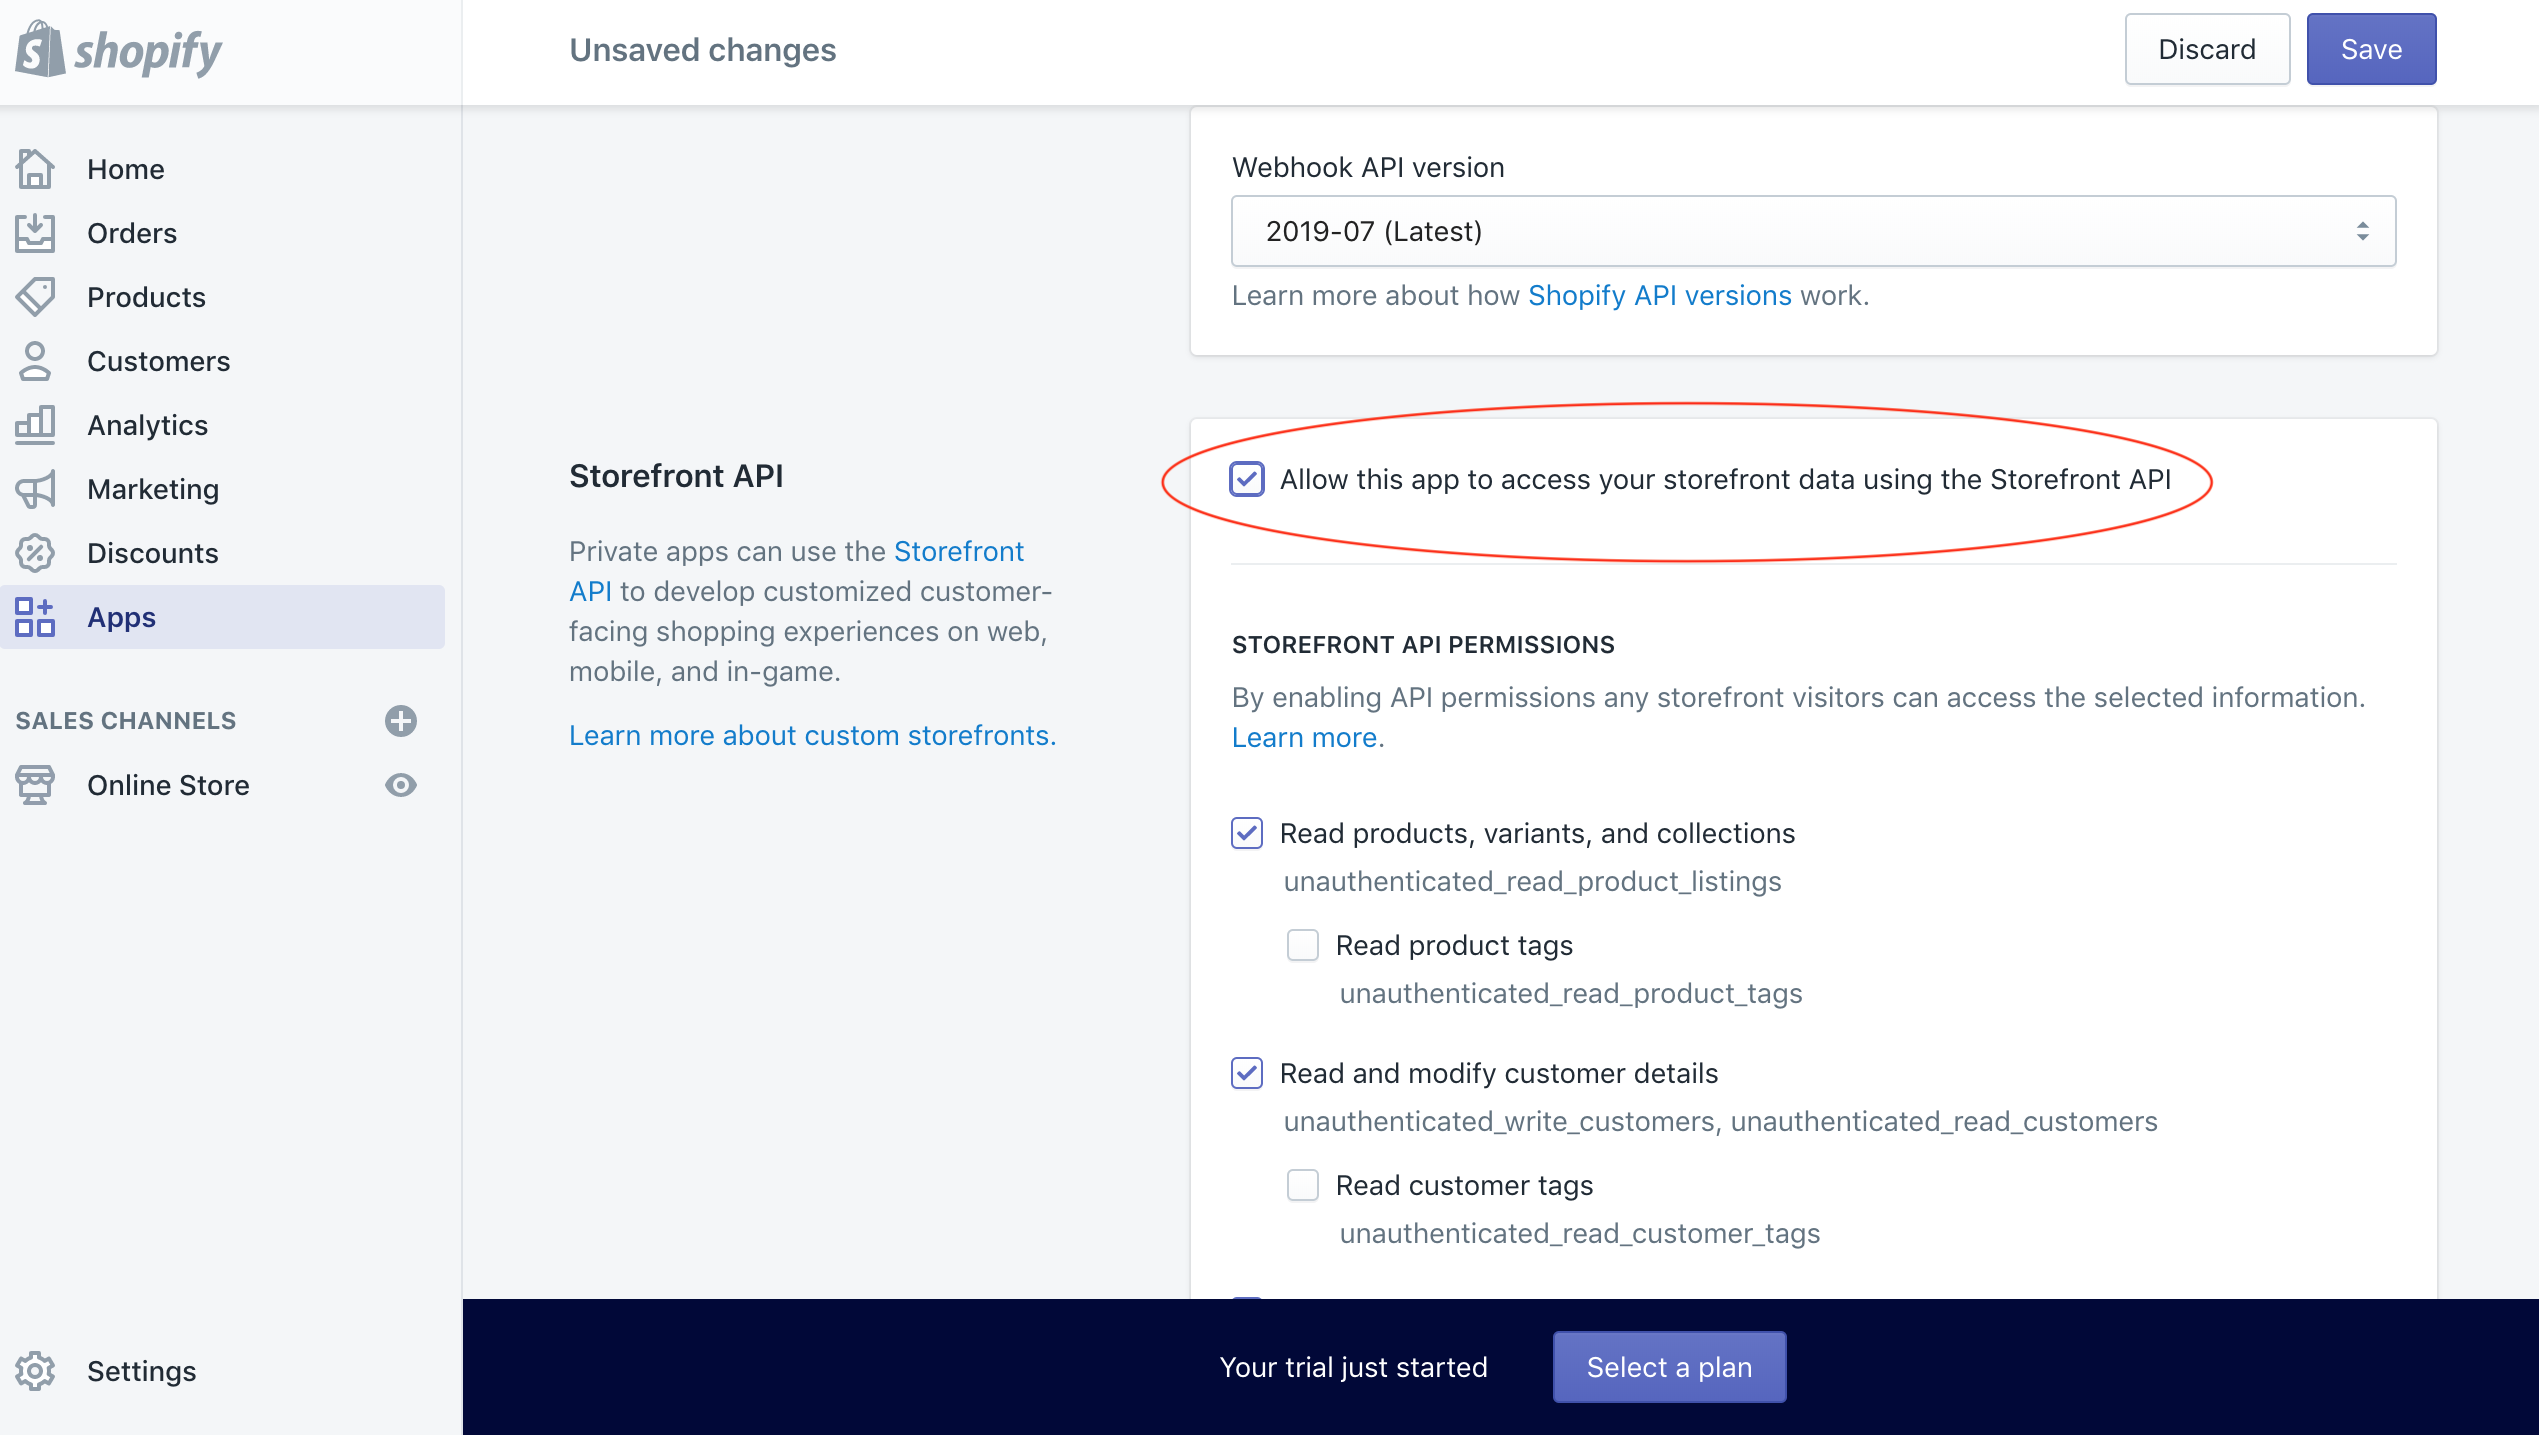 shopify
Unsaved changes
Discard
Save
Home
Orders
Products
Customers
Analytics
Marketing
Discounts
Apps
SALES CHANNELS
Online Store
Settings
Webhook API version
2019-07 (Latest)
Learn more about how Shopify API versions work.
Storefront API
Private apps can use the Storefront
API to develop customized customer-
facing shopping experiences on web,
mobile, and in-game.
Learn more about custom storefronts.
Allow this app to access your storefront data using the Storefront API
STOREFRONT API PERMISSIONS
By enabling API permissions any storefront visitors can access the selected information.
Learn more.
Read products, variants, and collections
unauthenticated_read_product_listings
Read product tags
unauthenticated_read_product_tags
Read and modify customer details
unauthenticated_write_customers, unauthenticated_read_customers
Read customer tags
unauthenticated_read_customer_tags
Your trial just started
Select a plan